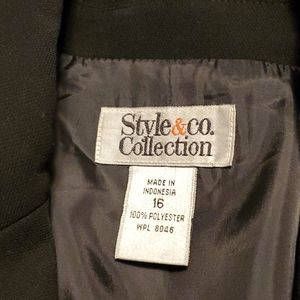 Style&co.
Collection
MADE IN
INDONESIA
16
100% POLYESTER
WPL 8046